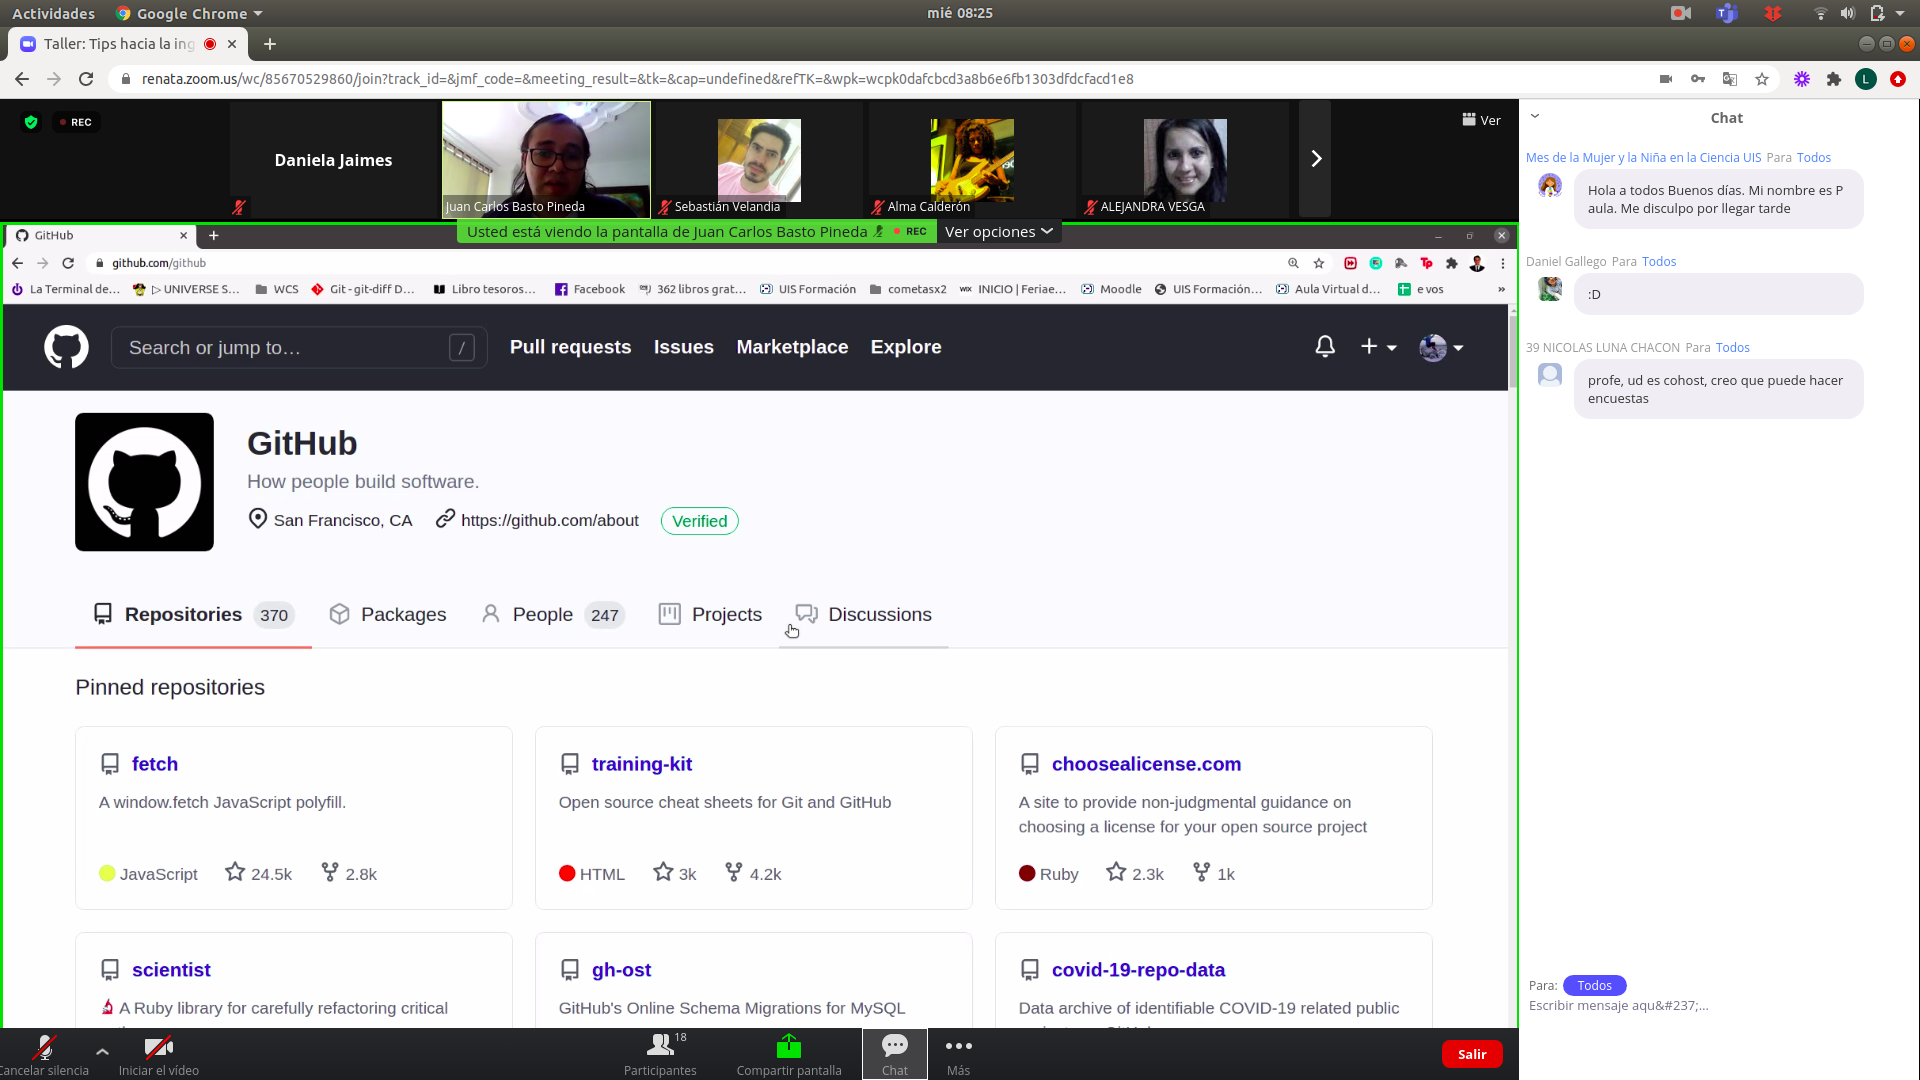 Actividades
Google Chrome
mié 08:25
Taller: Tips hacia la ing
renata.zoom.us/wc/85670529860/join?track_id=&jmf_code=&meeting_result=&tk=&cap=undefined&refTK=&wpk=wcpk0dafcbcd3a8b6e6fb1303dfdcfacd1e8
L
REC
Daniela Jaimes
Juan Carlos Basto Pineda
Sebastián Velandia
Alma Calderón
ALEJANDRA VESGA
Ver
Usted está viendo la pantalla de Juan Carlos Basto Pineda
REC
Ver opciones
GitHub
github.com/github
La Terminal de...
▷ UNIVERSE S...
WCS
Git - git-diff D...
Libro tesoros...
Facebook
362 libros grat...
UIS Formación
cometasx2
INICIO | Feriae...
Moodle
UIS Formación...
Aula Virtual d...
e vos
»
Search or jump to…
/
Pull requests
Issues
Marketplace
Explore
GitHub
How people build software.
San Francisco, CA
https://github.com/about
Verified
Repositories 370
Packages
People 247
Projects
Discussions
Pinned repositories
fetch
A window.fetch JavaScript polyfill.
JavaScript
24.5k
2.8k
training-kit
Open source cheat sheets for Git and GitHub
HTML
3k
4.2k
choosealicense.com
A site to provide non-judgmental guidance on
choosing a license for your open source project
Ruby
2.3k
1k
scientist
A Ruby library for carefully refactoring critical
gh-ost
GitHub's Online Schema Migrations for MySQL
covid-19-repo-data
Data archive of identifiable COVID-19 related public
Chat
Mes de la Mujer y la Niña en la Ciencia UIS Para Todos
Hola a todos Buenos días. Mi nombre es P
aula. Me disculpo por llegar tarde
Daniel Gallego Para Todos
:D
39 NICOLAS LUNA CHACON Para Todos
profe, ud es cohost, creo que puede hacer
encuestas
Para: Todos
Escribir mensaje aqu&#237;...
Cancelar silencia
Iniciar el vídeo
Participantes
18
Compartir pantalla
Chat
Más
Salir